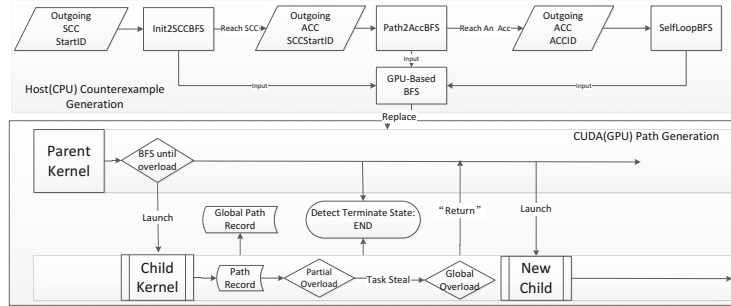 Outgoing
SCC
StartID
Init2SCCBFS
Reach SCC
Outgoing
ACC
SCCStartID
Path2AccBFS
Reach An Acc
Outgoing
ACC
ACCID
SelfLoopBFS
Input
Input
Input
GPU-Based
BFS
Host(CPU) Counterexample
Generation
Replace
CUDA(GPU) Path Generation
Parent
Kernel
BFS until
overload
Launch
Global Path
Record
Detect Terminate State:
END
“Return”
Launch
Child
Kernel
Path
Record
Partial
Overload
Task Steal
Global
Overload
New
Child